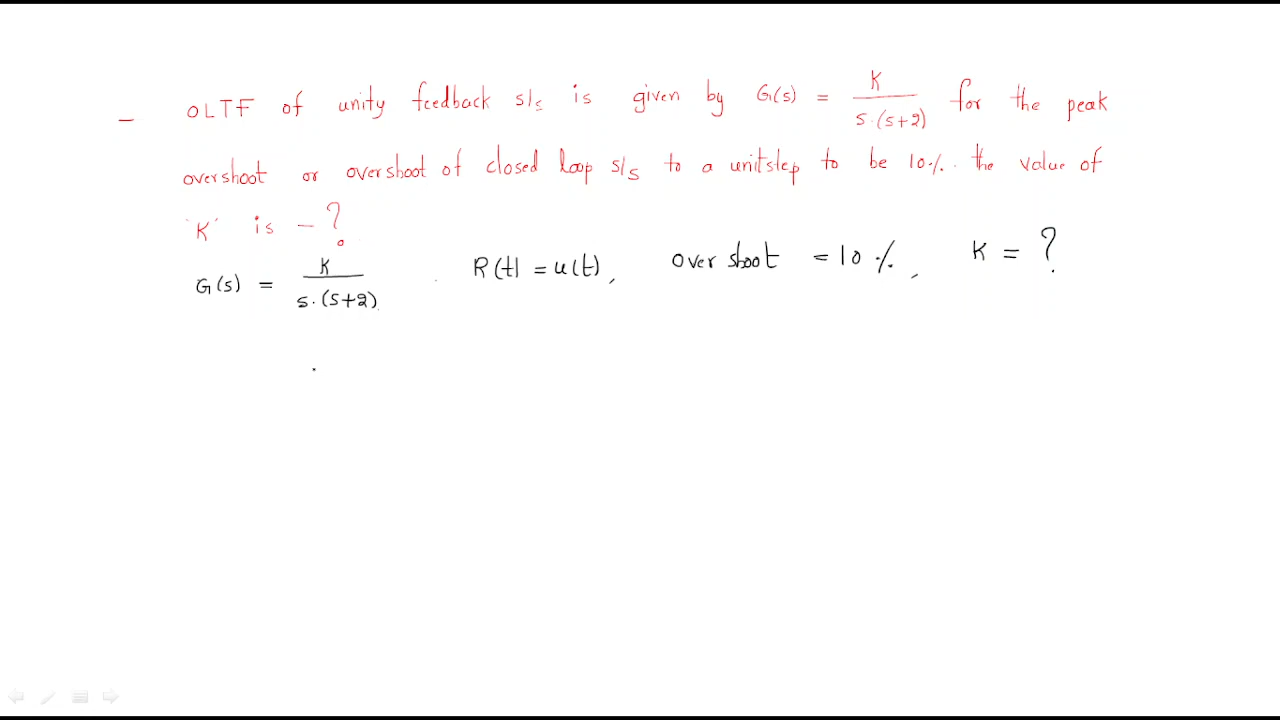 – OLTF of unity feedback s/s is given by G(s) = K / s.(s+2) for the peak
overshoot or overshoot of closed loop s/s to a unitstep to be 10%. the value of
'K' is – ?
G(s) = K / s.(s+2) R(t) = u(t), over shoot = 10 %, K = ?